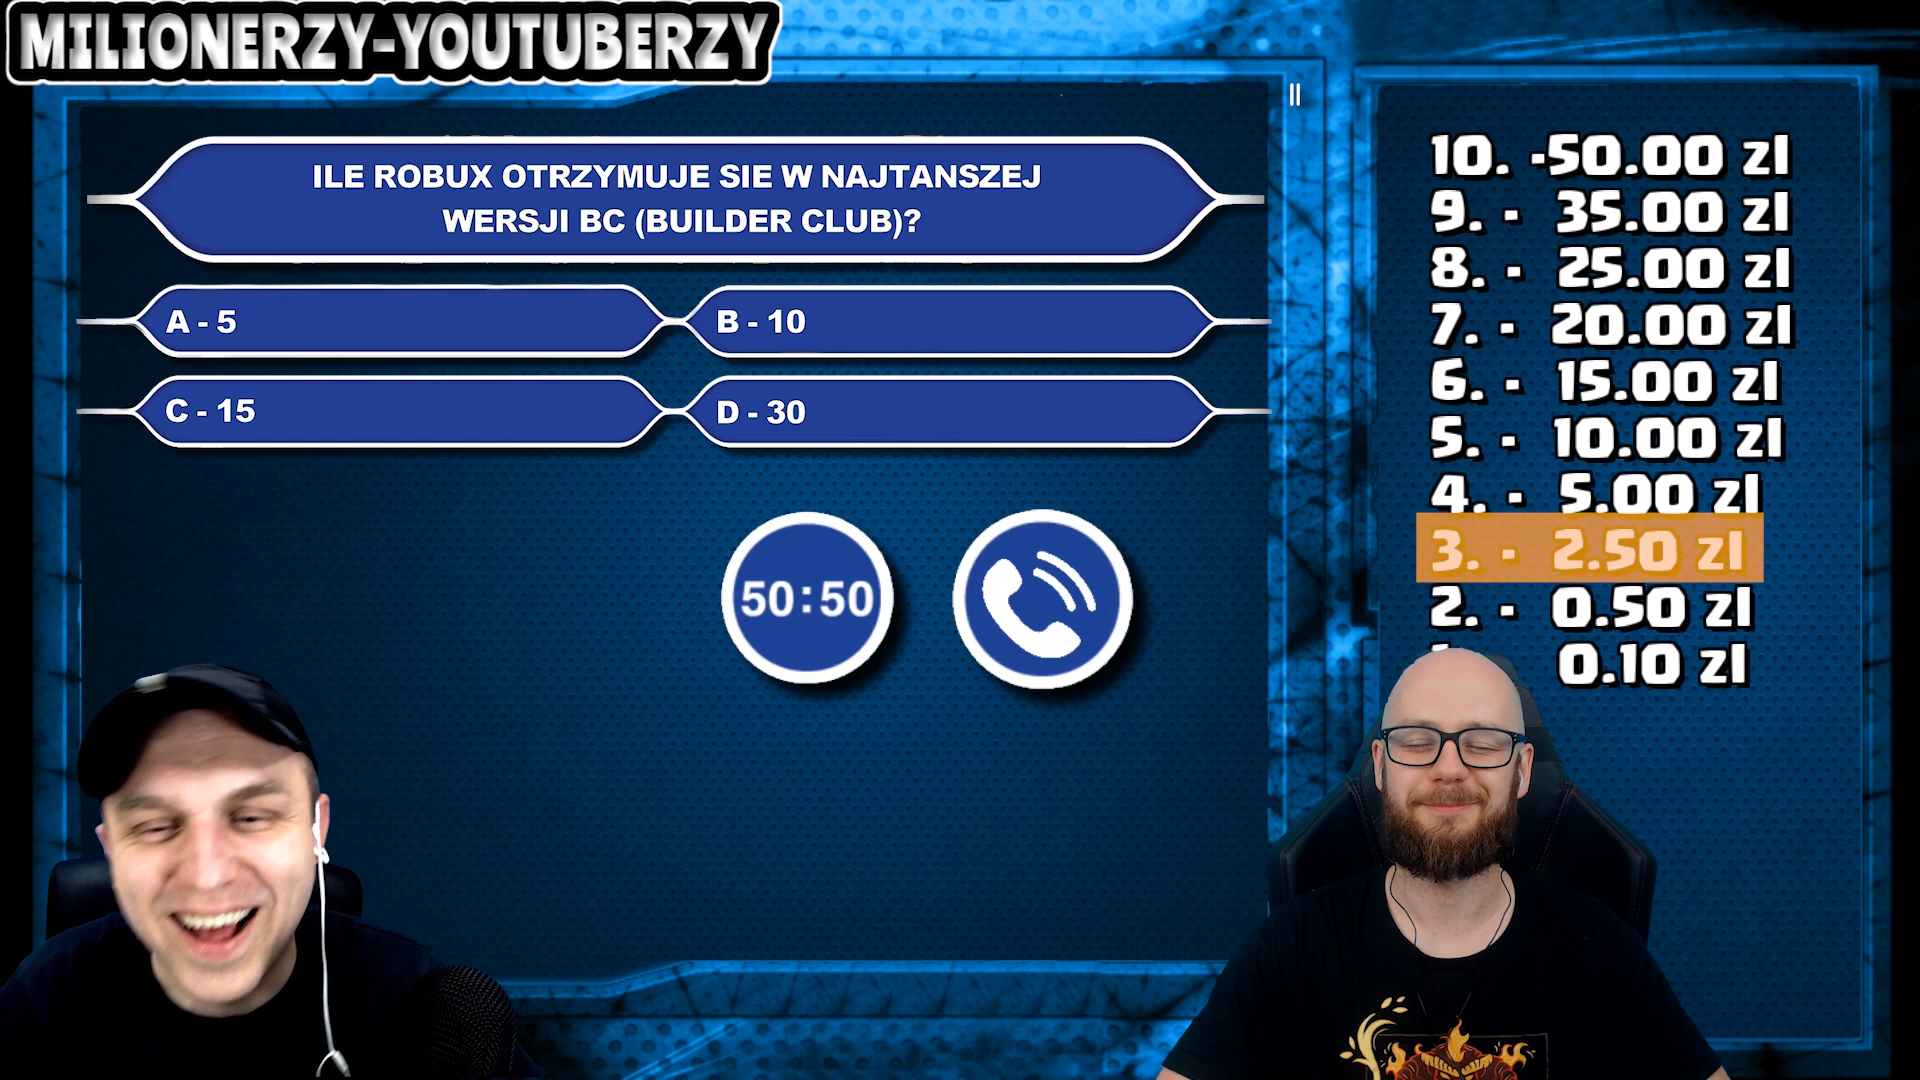 MILIONERZY-YOUTUBERZY
ILE ROBUX OTRZYMUJE SIE W NAJTANSZEJ
WERSJI BC (BUILDER CLUB)?
A - 5
B - 10
C - 15
D - 30
50:50
10. -50.00 zl
9. - 35.00 zl
8. - 25.00 zl
7. - 20.00 zl
6. - 15.00 zl
5. - 10.00 zl
4. - 5.00 zl
3. - 2.50 zl
2. - 0.50 zl
0.10 zl